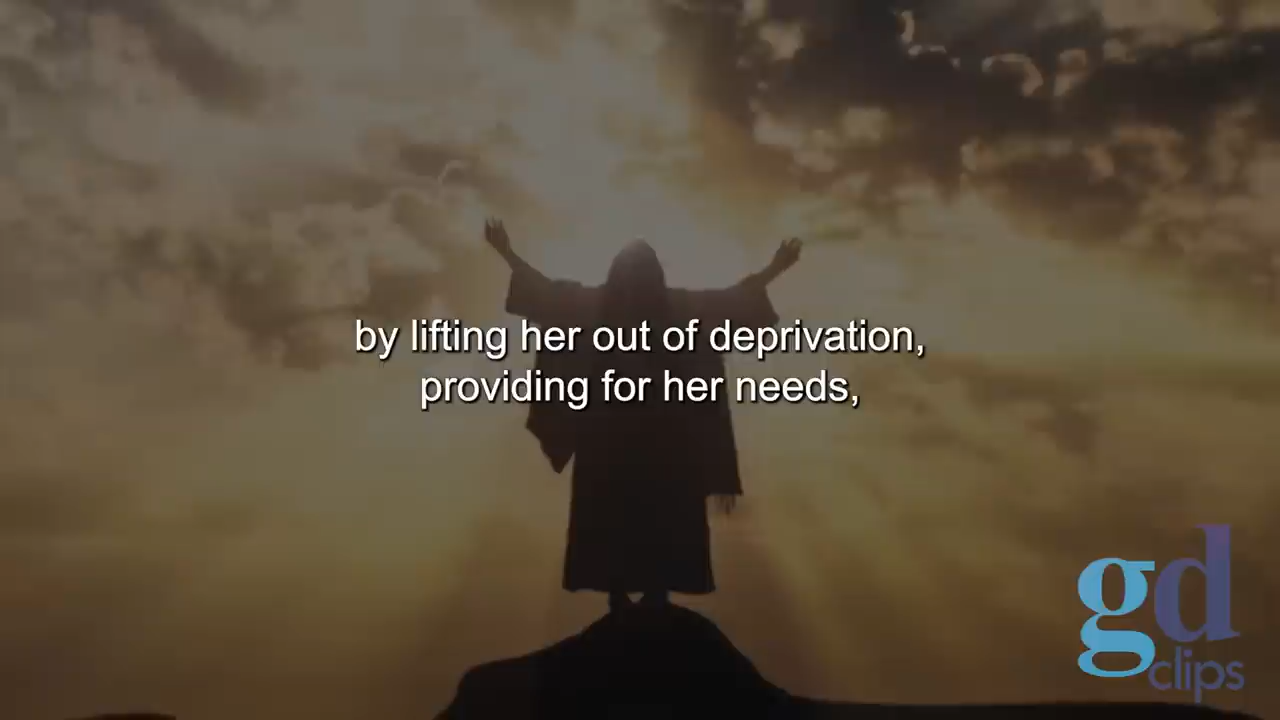 by lifting her out of deprivation,
providing for her needs,
gd
clips